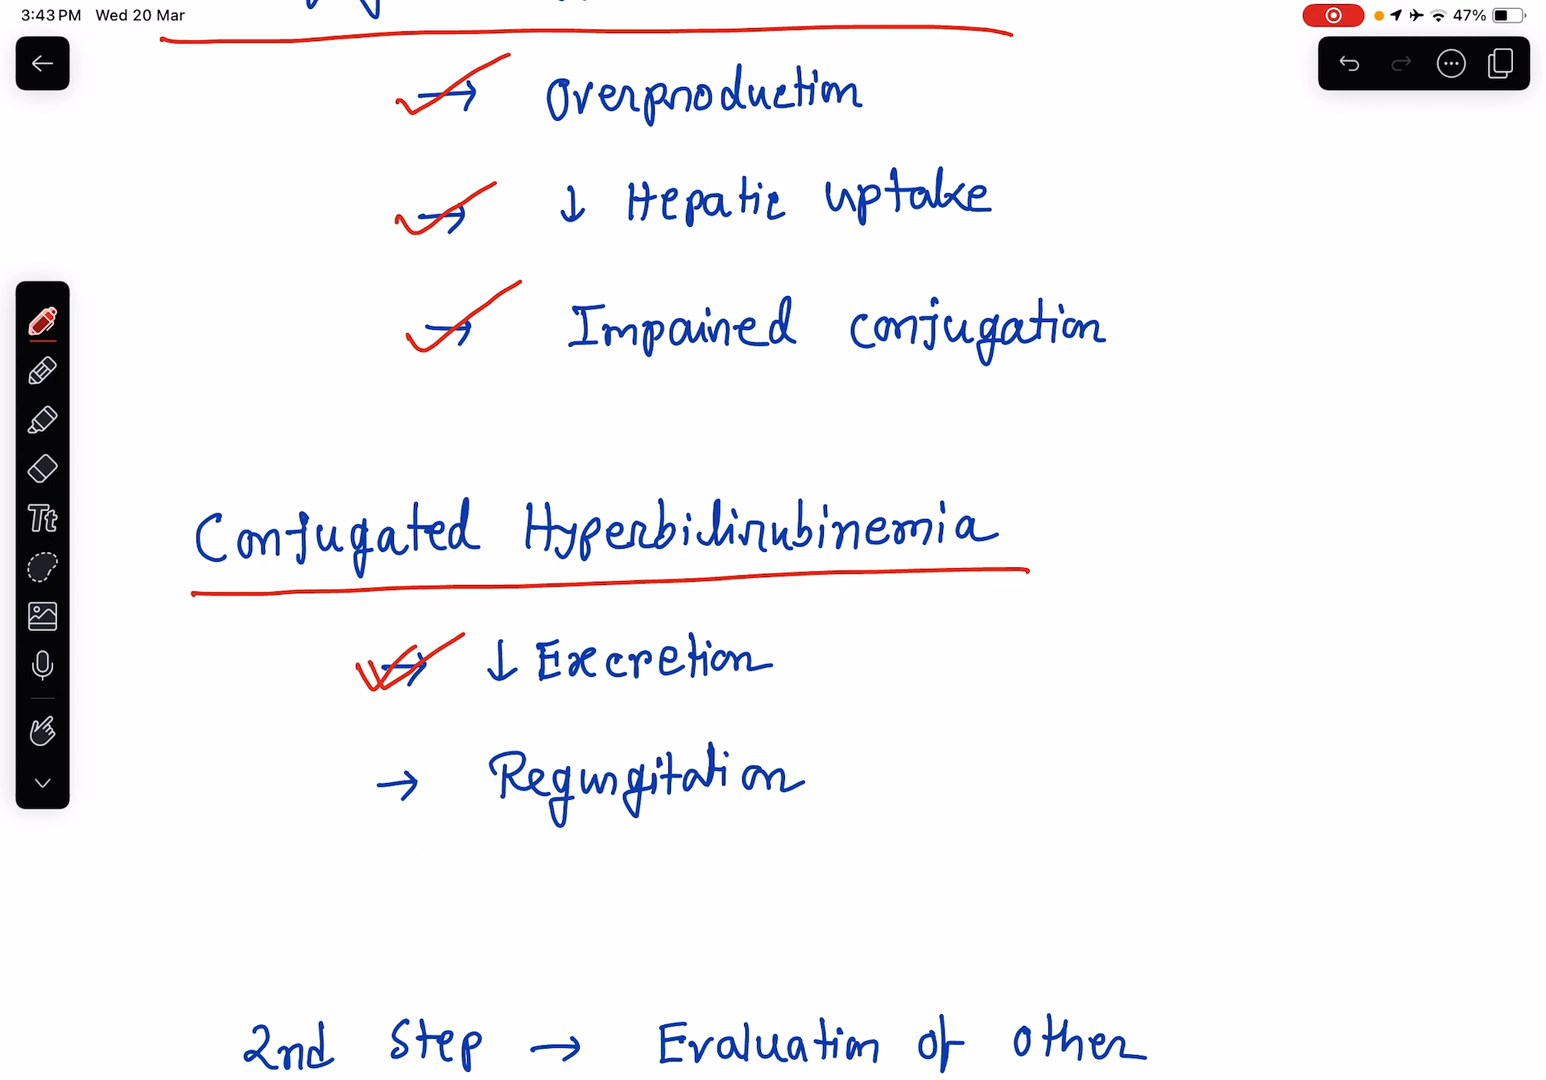 3:43 PM Wed 20 Mar
47%
→ Overproduction
↓ Hepatic uptake
→ Impaired conjugation
Tt
Conjugated Hyperbilirubinemia
→ ↓ Excretion
→ Regurgitation
2nd Step → Evaluation of other